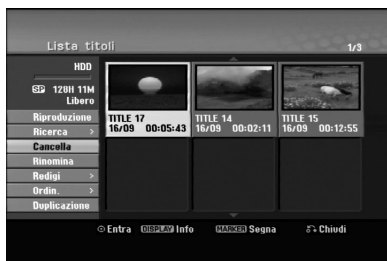 Lista titoli
1/3
HDD
SP 120H 11M
Libero
Riproduzione
Ricerca >
Cancella
Rinomina
Redigi >
Ordin. >
Duplicazione
TITLE 17
16/09 00:05:43
TITLE 14
16/09 00:02:11
TITLE 15
16/09 00:12:55
Entra DISPLAY Info MARKER Segna Chiudi